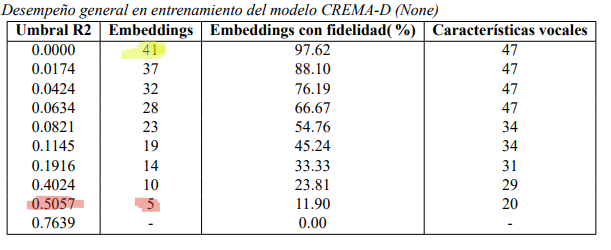 Desempeño general en entrenamiento del modelo CREMA-D (None)
Umbral R2 Embeddings Embeddings con fidelidad( %) Características vocales
0.0000 41 97.62 47
0.0174 37 88.10 47
0.0424 32 76.19 47
0.0634 28 66.67 47
0.0821 23 54.76 34
0.1145 19 45.24 34
0.1916 14 33.33 31
0.4024 10 23.81 29
0.5057 5 11.90 20
0.7639 - 0.00 -